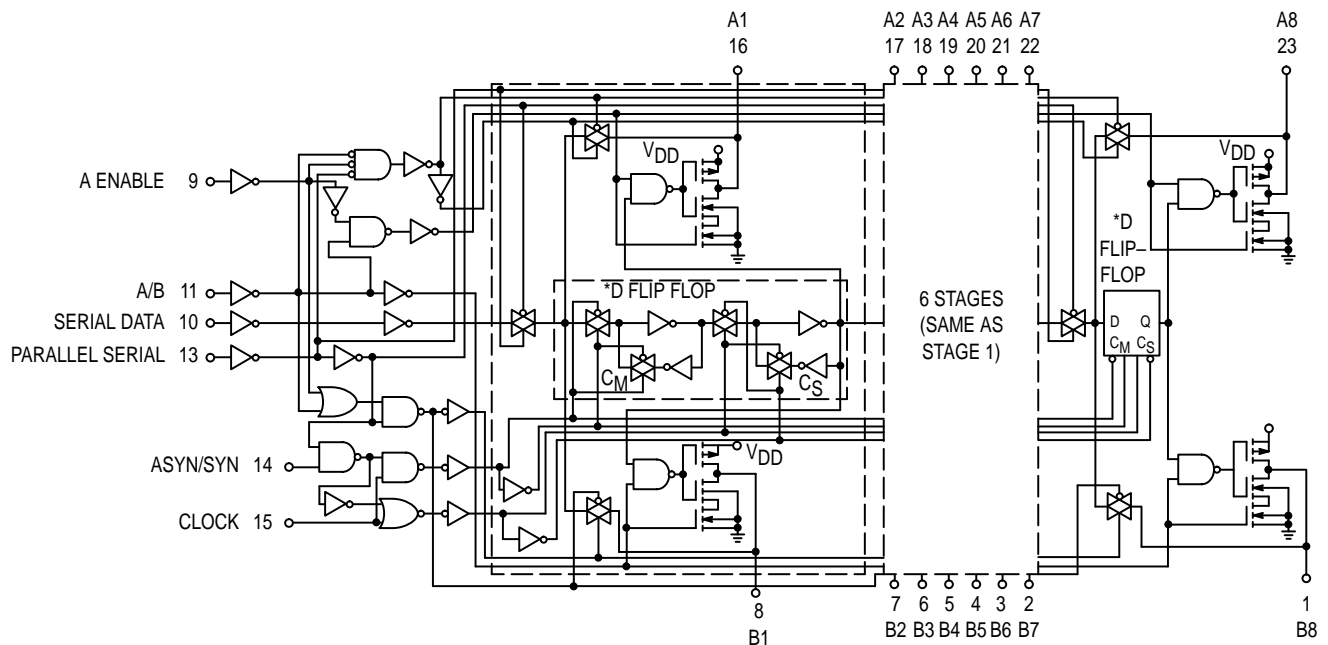 A1 A2 A3 A4 A5 A6 A7 A8
16 17 18 19 20 21 22 23
VDD VDD
A ENABLE 9
*D
FLIP–
FLOP
A/B 11
*D FLIP FLOP
SERIAL DATA 10
6 STAGES
(SAME AS
STAGE 1)
D Q
CM CS
PARALLEL SERIAL 13
CM CS
ASYN/SYN 14
VDD
CLOCK 15
8 7 6 5 4 3 2 1
B1 B2 B3 B4 B5 B6 B7 B8